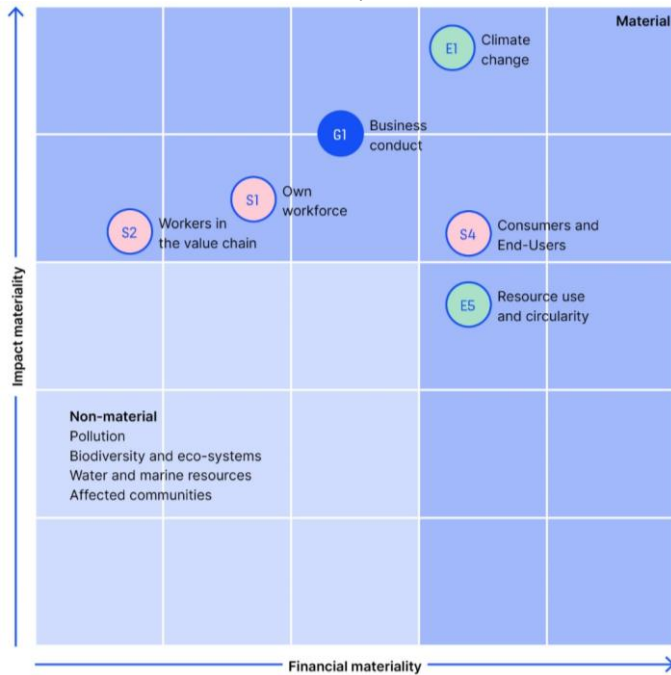 Material
E1
Climate
change
G1
Business
conduct
S1
Own
workforce
S2
Workers in
the value chain
S4
Consumers and
End-Users
E5
Resource use
and circularity
Impact materiality
Non-material
Pollution
Biodiversity and eco-systems
Water and marine resources
Affected communities
Financial materiality